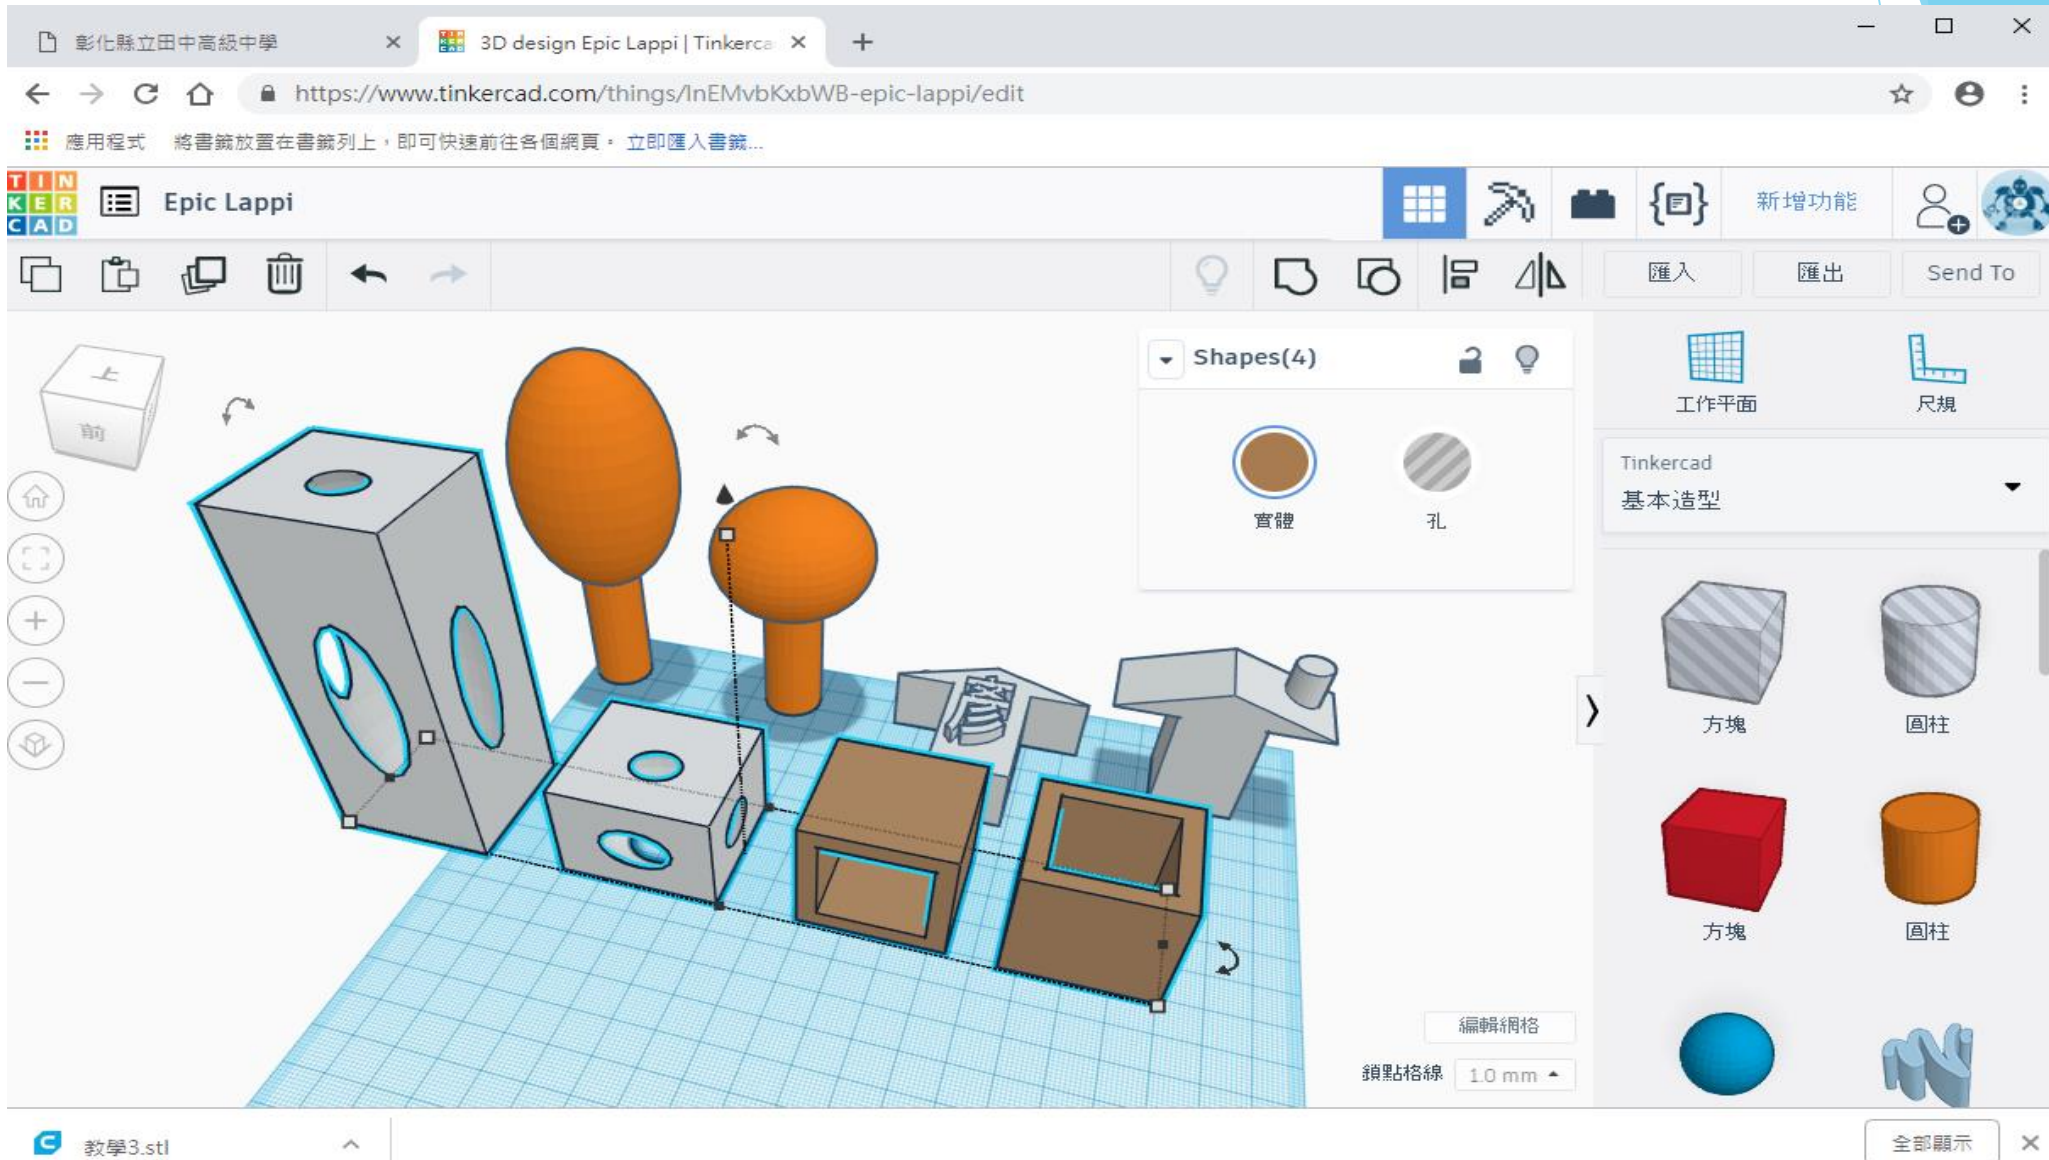 彰化縣立田中高級中學
3D design Epic Lappi | Tinkerca
https://www.tinkercad.com/things/lnEMvbKxbWB-epic-lappi/edit
應用程式 將書籤放置在書籤列上，即可快速前往各個網頁。 立即匯入書籤...
TIN
KER
CAD
Epic Lappi
新增功能
匯入 匯出 Send To
上
前
Shapes(4)
實體 孔
工作平面 尺規
Tinkercad
基本造型
方塊 圓柱
方塊 圓柱
編輯網格
鎖點格線 1.0 mm
教學3.stl
全部顯示